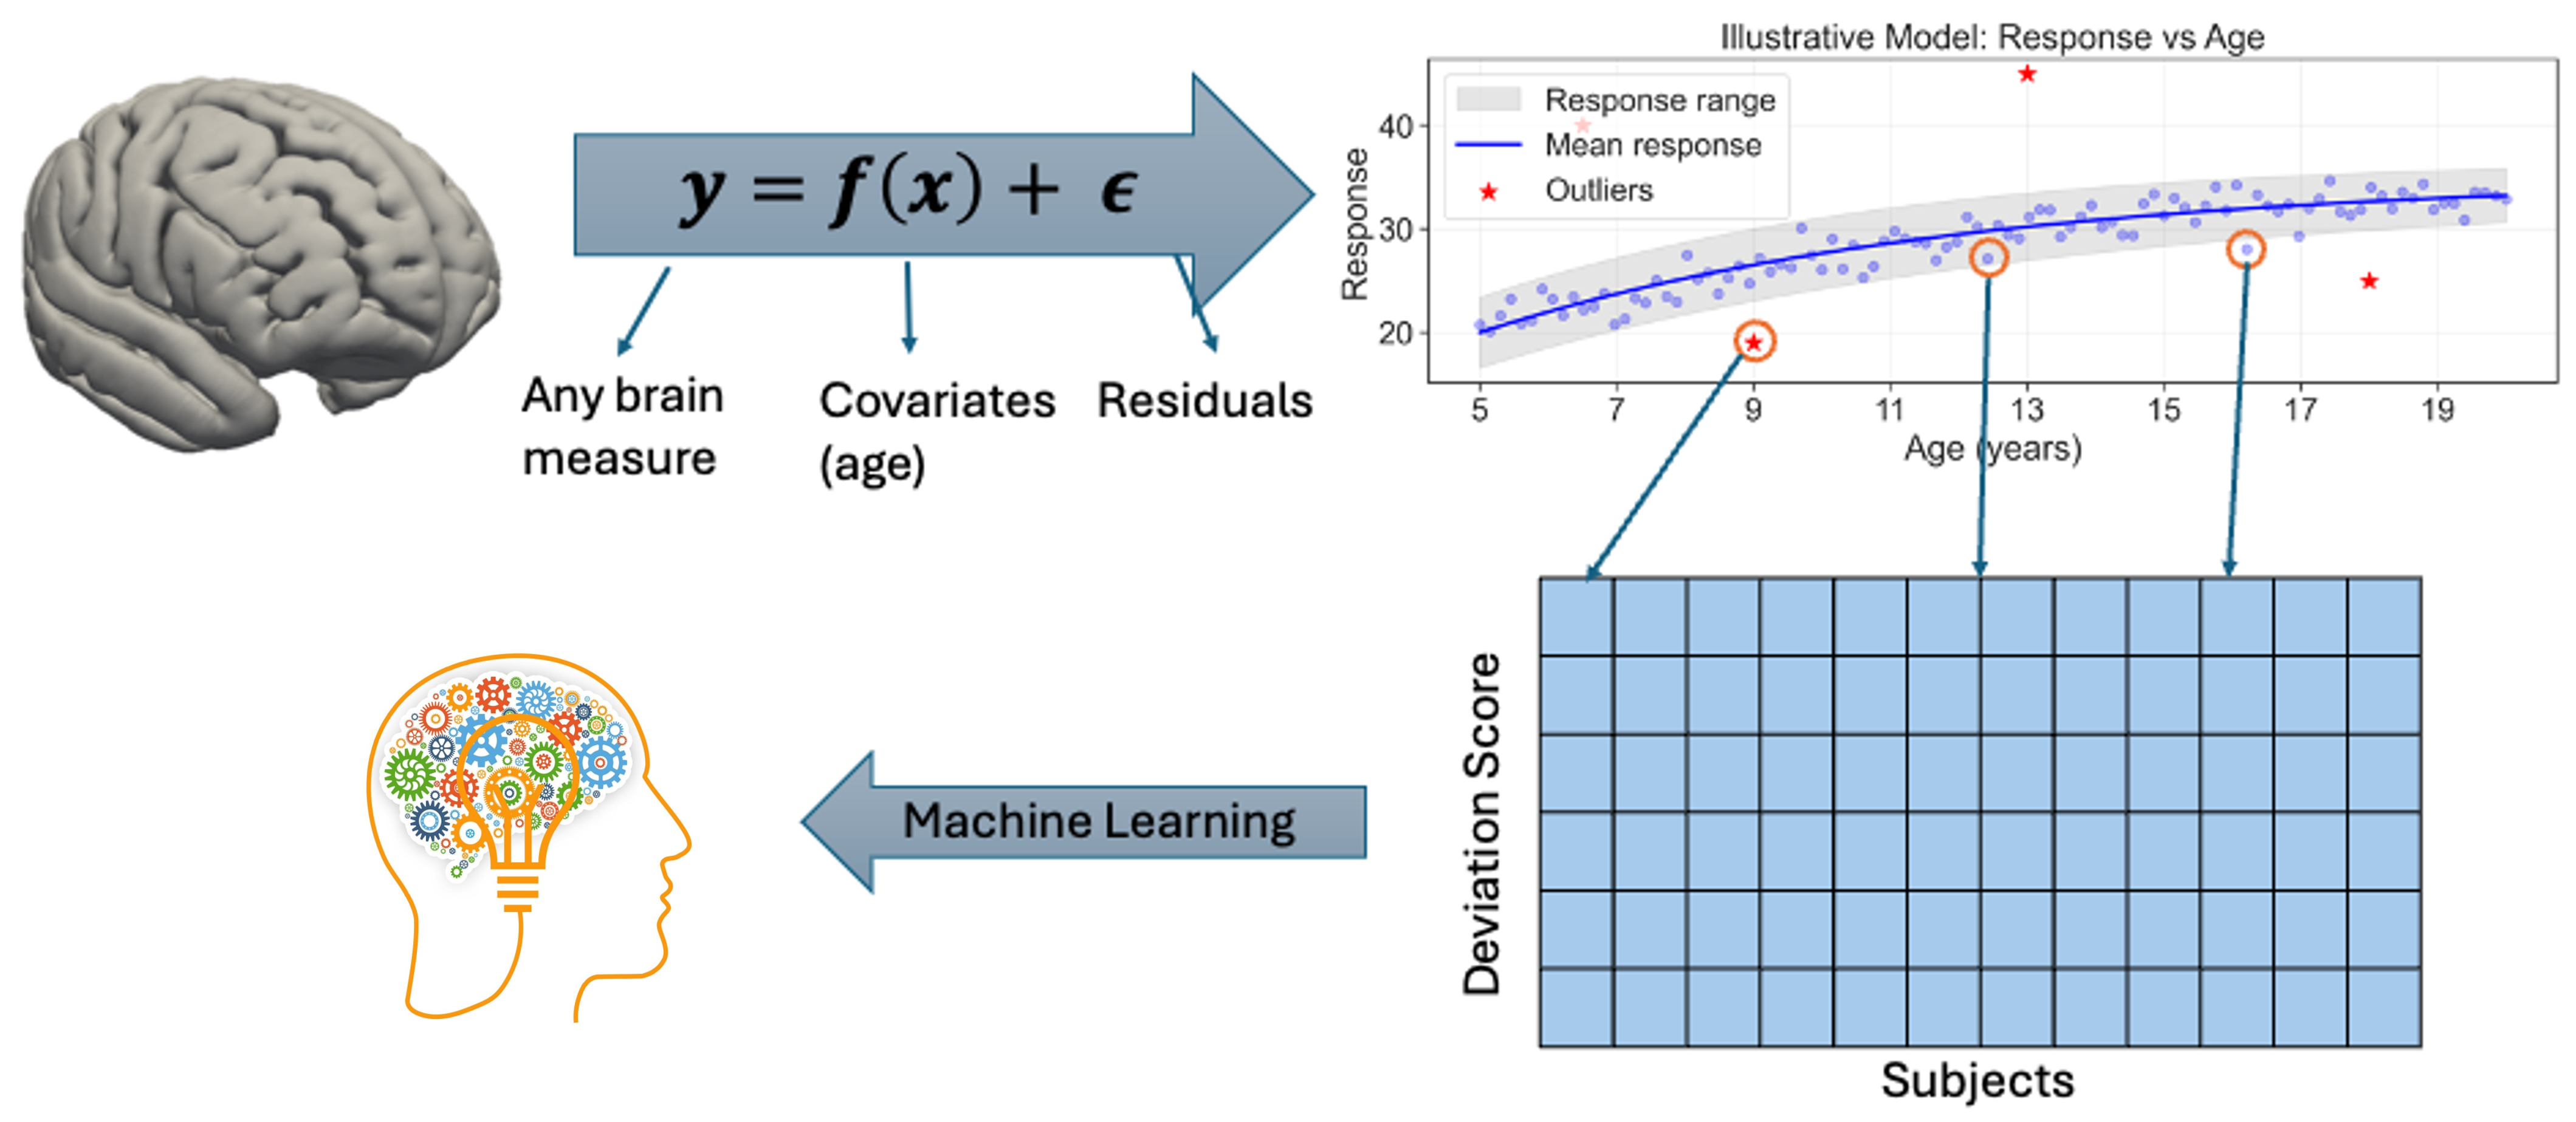 y = f(x) + ϵ
Any brain
measure
Covariates
(age)
Residuals
Illustrative Model: Response vs Age
Response range
Mean response
Outliers
Response
40
30
20
5 7 9 11 13 15 17 19
Age (years)
Deviation Score
Subjects
Machine Learning